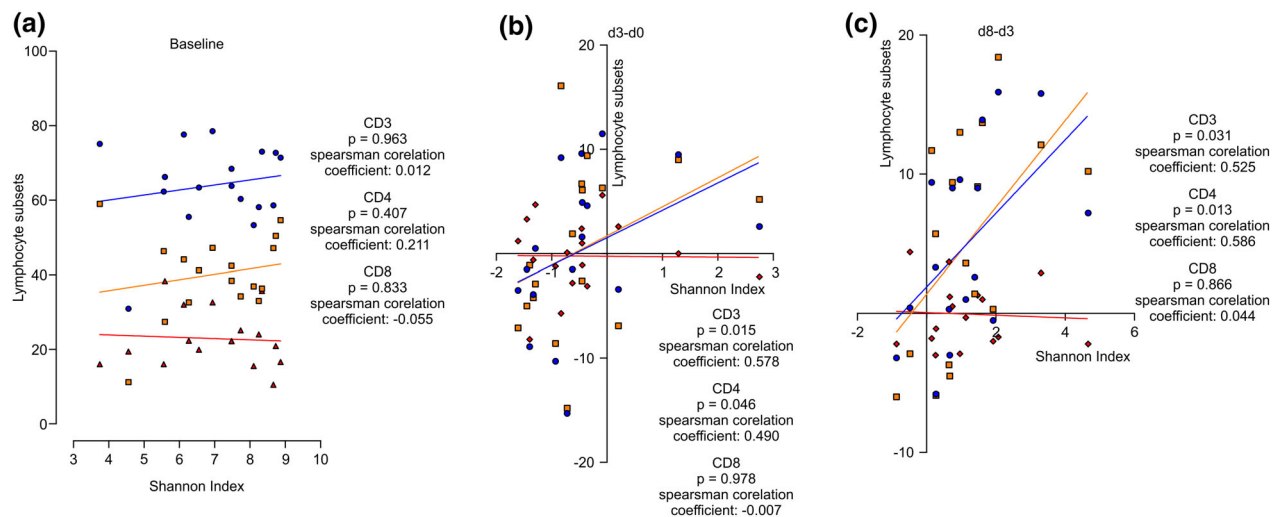 (a)
Baseline
100
80
60
40
20
0
Lymphocyte subsets
3 4 5 6 7 8 9 10
Shannon Index
CD3
p = 0.963
spearsman corelation
coefficient: 0.012
CD4
p = 0.407
spearsman corelation
coefficient: 0.211
CD8
p = 0.833
spearsman corelation
coefficient: -0.055
(b)
d3-d0
20
10
-10
-20
Lymphocyte subsets
-2 -1 1 2 3
Shannon Index
CD3
p = 0.015
spearsman corelation
coefficient: 0.578
CD4
p = 0.046
spearsman corelation
coefficient: 0.490
CD8
p = 0.978
spearsman corelation
coefficient: -0.007
(c)
d8-d3
20
10
-10
Lymphocyte subsets
-2 2 4 6
Shannon Index
CD3
p = 0.031
spearsman corelation
coefficient: 0.525
CD4
p = 0.013
spearsman corelation
coefficient: 0.586
CD8
p = 0.866
spearsman corelation
coefficient: 0.044